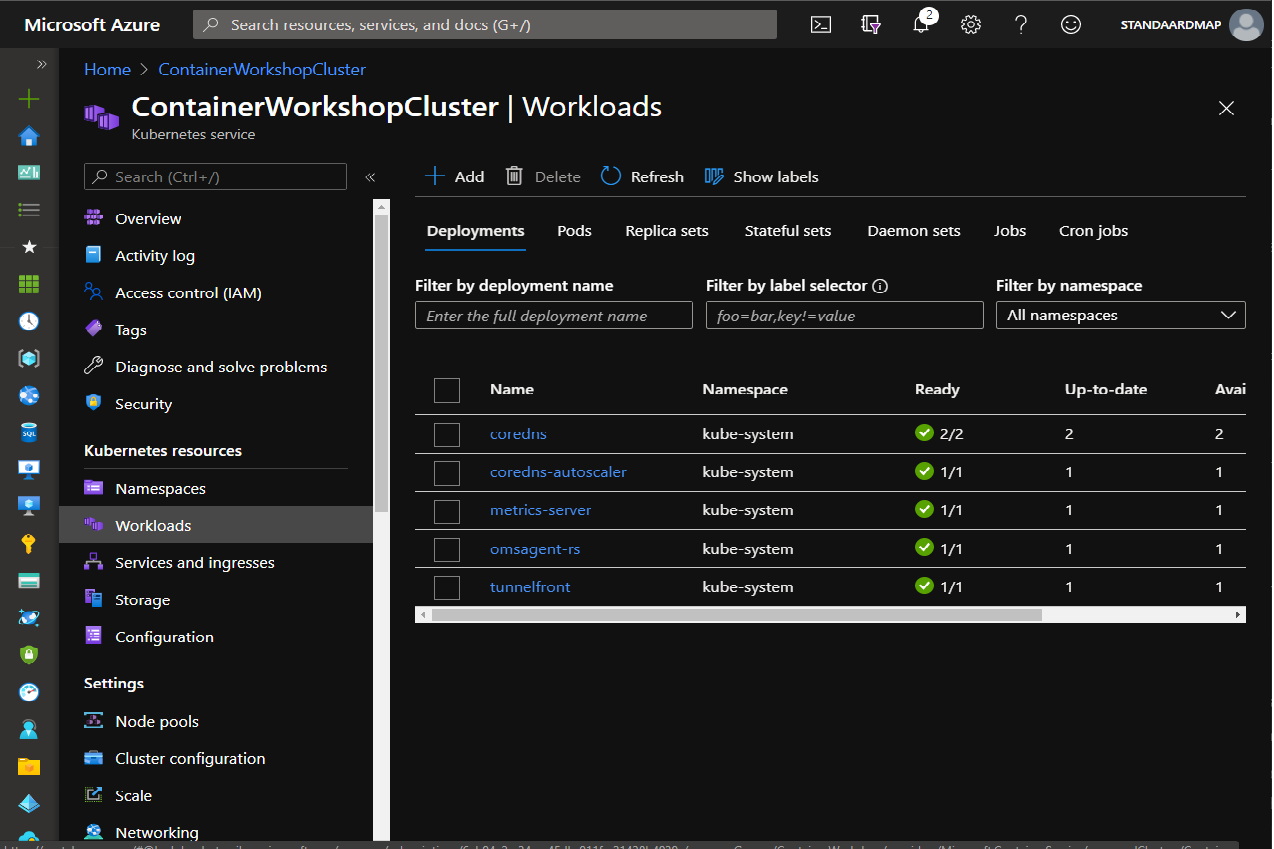 Microsoft Azure
Search resources, services, and docs (G+/)
2
STANDAARDMAP
Home > ContainerWorkshopCluster
ContainerWorkshopCluster | Workloads
Kubernetes service
Search (Ctrl+/)
Overview
Activity log
Access control (IAM)
Tags
Diagnose and solve problems
Security
Kubernetes resources
Namespaces
Workloads
Services and ingresses
Storage
Configuration
Settings
Node pools
Cluster configuration
Scale
Networking
Add Delete Refresh Show labels
Deployments Pods Replica sets Stateful sets Daemon sets Jobs Cron jobs
Filter by deployment name Filter by label selector Filter by namespace
Enter the full deployment name foo=bar,key!=value All namespaces
Name Namespace Ready Up-to-date Avai
coredns kube-system 2/2 2 2
coredns-autoscaler kube-system 1/1 1 1
metrics-server kube-system 1/1 1 1
omsagent-rs kube-system 1/1 1 1
tunnelfront kube-system 1/1 1 1
SQL